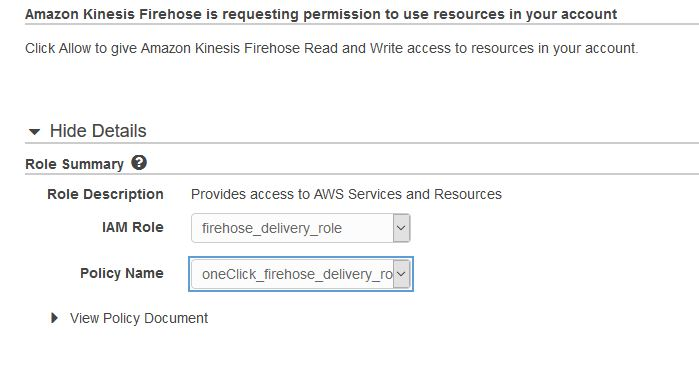 Amazon Kinesis Firehose is requesting permission to use resources in your account
Click Allow to give Amazon Kinesis Firehose Read and Write access to resources in your account.
Hide Details
Role Summary ?
Role Description Provides access to AWS Services and Resources
IAM Role firehose_delivery_role
Policy Name oneClick_firehose_delivery_ro
View Policy Document